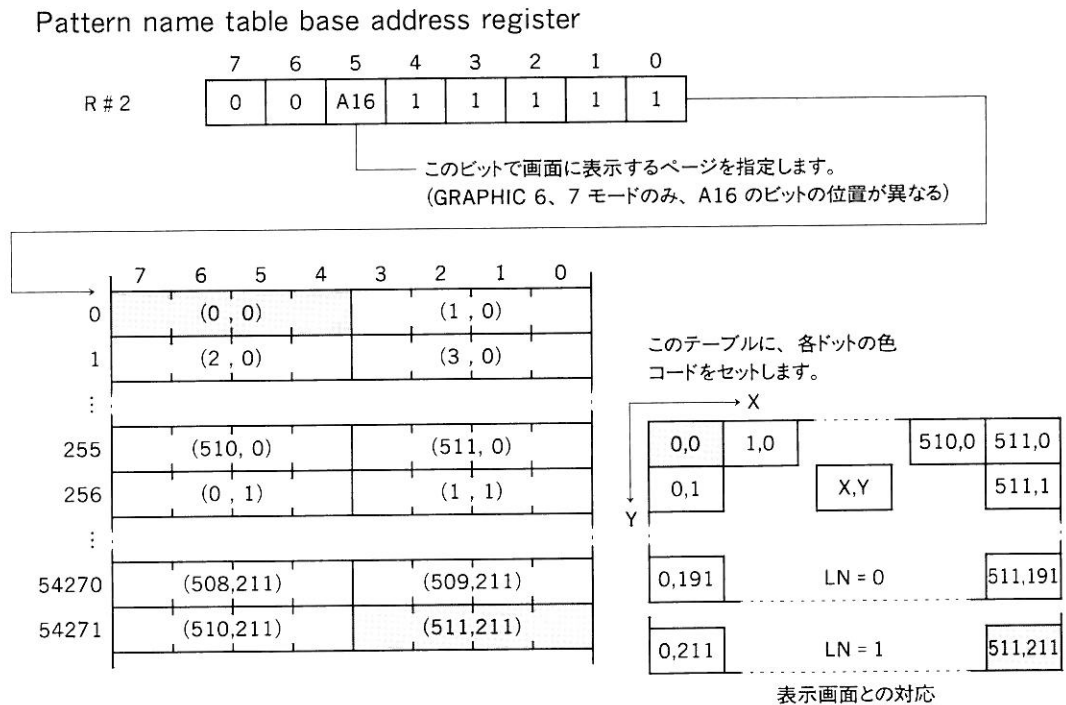 Pattern name table base address register
7 6 5 4 3 2 1 0
R#2 0 0 A16 1 1 1 1 1
このビットで画面に表示するページを指定します。
(GRAPHIC 6、7 モードのみ、A16 のビットの位置が異なる)
7 6 5 4 3 2 1 0
0 (0 , 0) (1 , 0)
1 (2 , 0) (3 , 0)
⋮
255 (510, 0) (511, 0)
256 (0 , 1) (1 , 1)
⋮
54270 (508,211) (509,211)
54271 (510,211) (511,211)
このテーブルに、各ドットの色
コードをセットします。
X
0,0 1,0 510,0 511,0
0,1 X,Y 511,1
Y
0,191 LN = 0 511,191
0,211 LN = 1 511,211
表示画面との対応